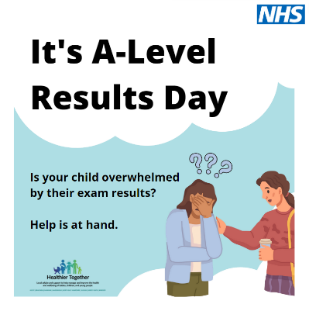 NHS
It's A-Level
Results Day
Is your child overwhelmed
by their exam results?
Help is at hand.
Healthier Together